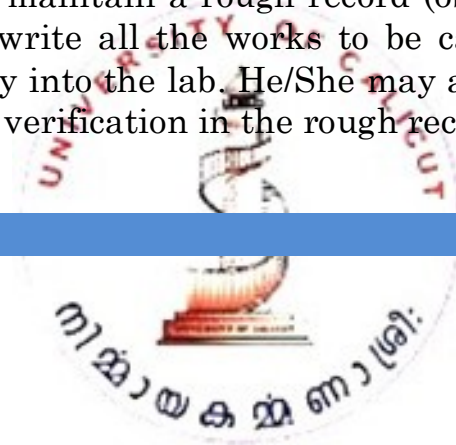 maintain a rough record (o
write all the works to be c
y into the lab. He/She may a
verification in the rough rec
UNIVERSITY OF CALICUT
നിർമ്മായ കർമ്മണാ ശ്രീഃ